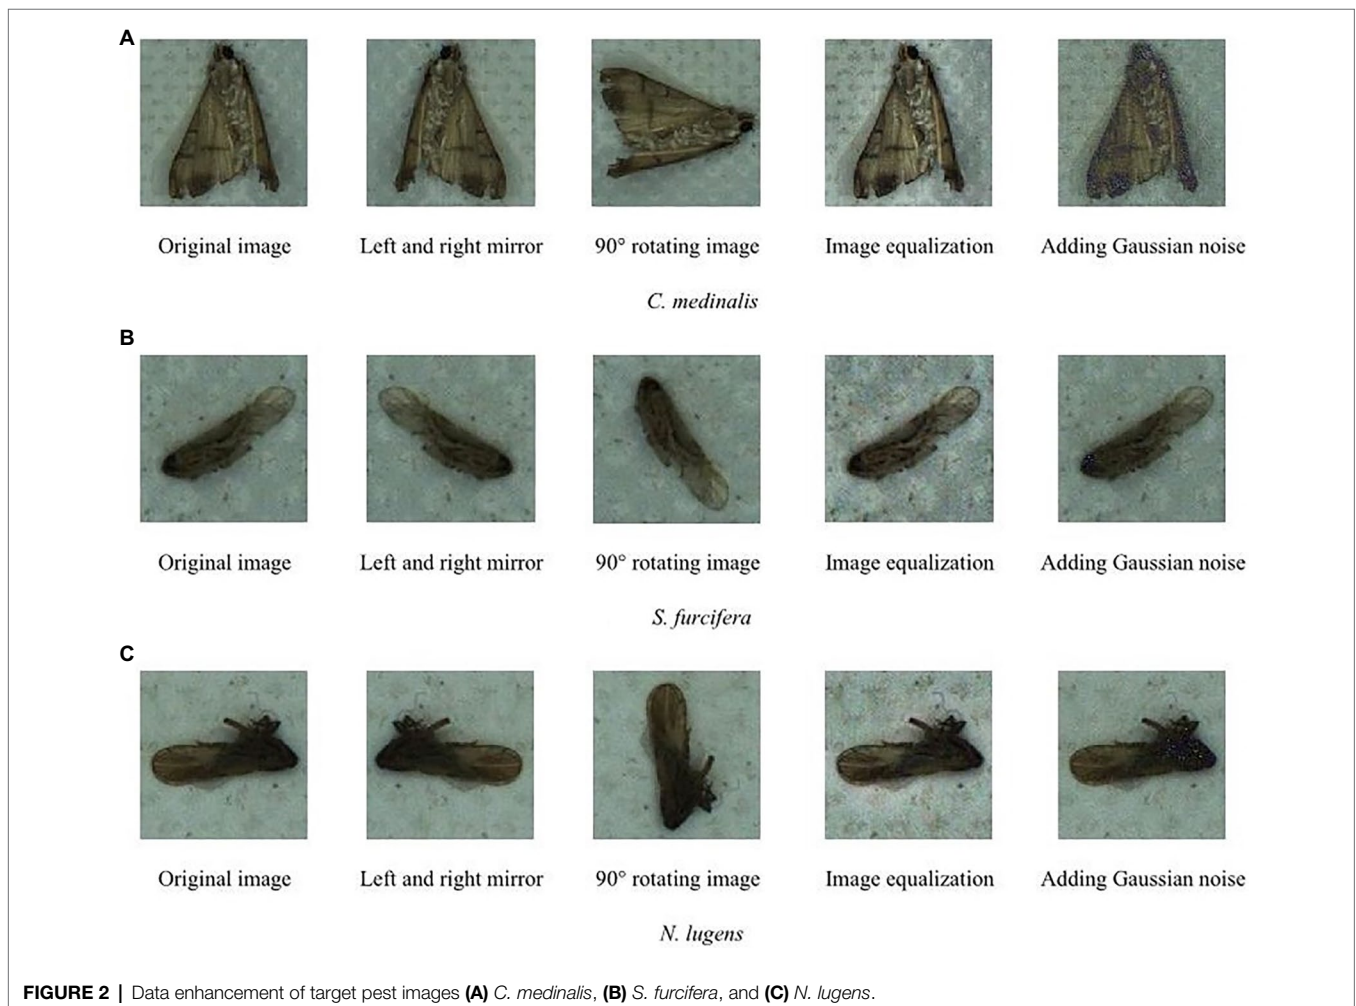 A
Original image Left and right mirror 90° rotating image Image equalization Adding Gaussian noise
C. medinalis
B
Original image Left and right mirror 90° rotating image Image equalization Adding Gaussian noise
S. furcifera
C
Original image Left and right mirror 90° rotating image Image equalization Adding Gaussian noise
N. lugens
FIGURE 2 | Data enhancement of target pest images (A) C. medinalis, (B) S. furcifera, and (C) N. lugens.